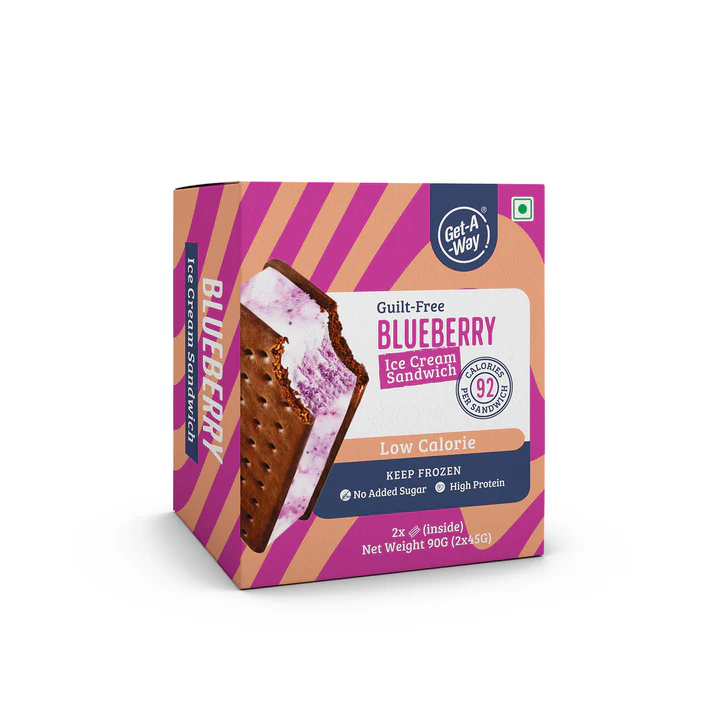 Get-A
-Way!
®
Guilt-Free
BLUEBERRY
Ice Cream
Sandwich
CALORIES
92
PER SANDWICH
Low Calorie
KEEP FROZEN
No Added Sugar
High Protein
2x (inside)
Net Weight 90G (2x45G)
BLUEBERRY
Ice Cream Sandwich